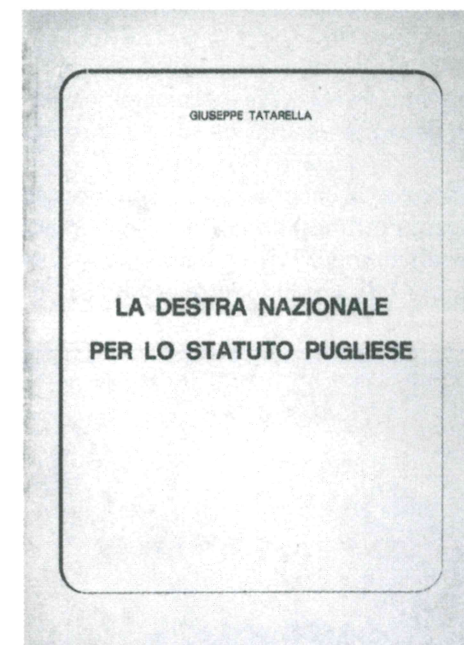 GIUSEPPE TATARELLA
LA DESTRA NAZIONALE
PER LO STATUTO PUGLIESE